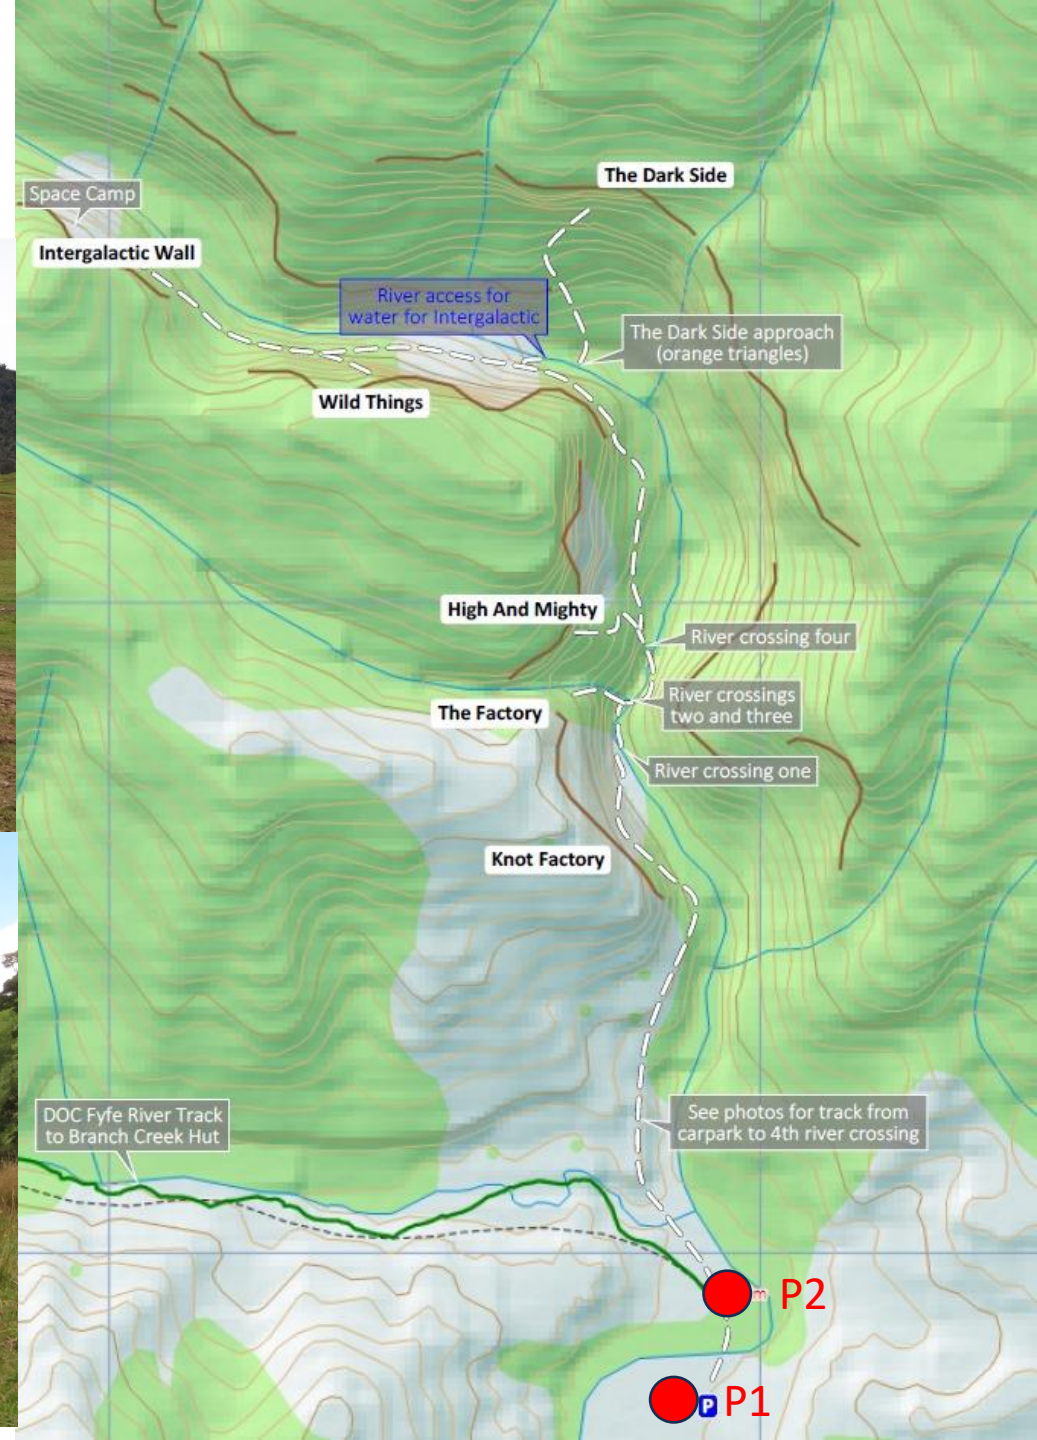 The Dark Side
Space Camp
Intergalactic Wall
River access for
water for Intergalactic
The Dark Side approach
(orange triangles)
Wild Things
High And Mighty
River crossing four
River crossings
two and three
The Factory
River crossing one
Knot Factory
DOC Fyfe River Track
to Branch Creek Hut
See photos for track from
carpark to 4th river crossing
m P2
P P1